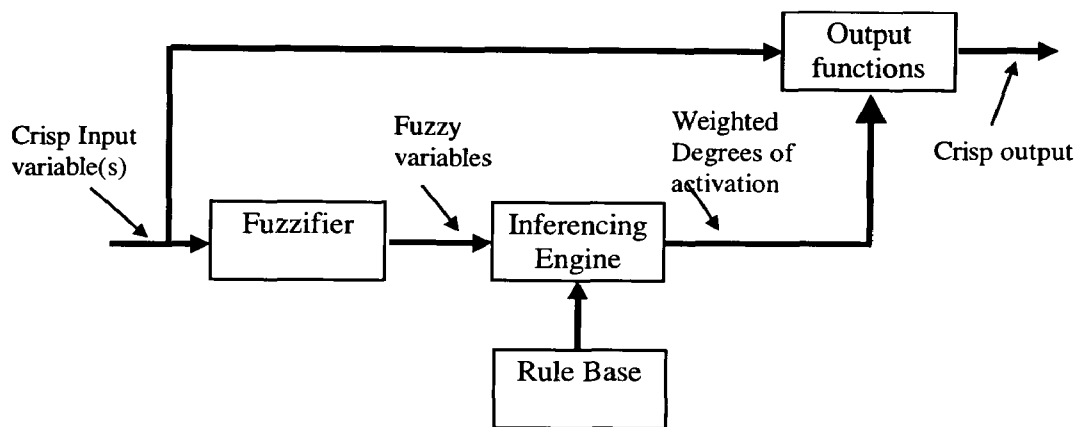 Output
functions
Crisp Input
variable(s)
Fuzzy
variables
Weighted
Degrees of
activation
Crisp output
Fuzzifier
Inferencing
Engine
Rule Base